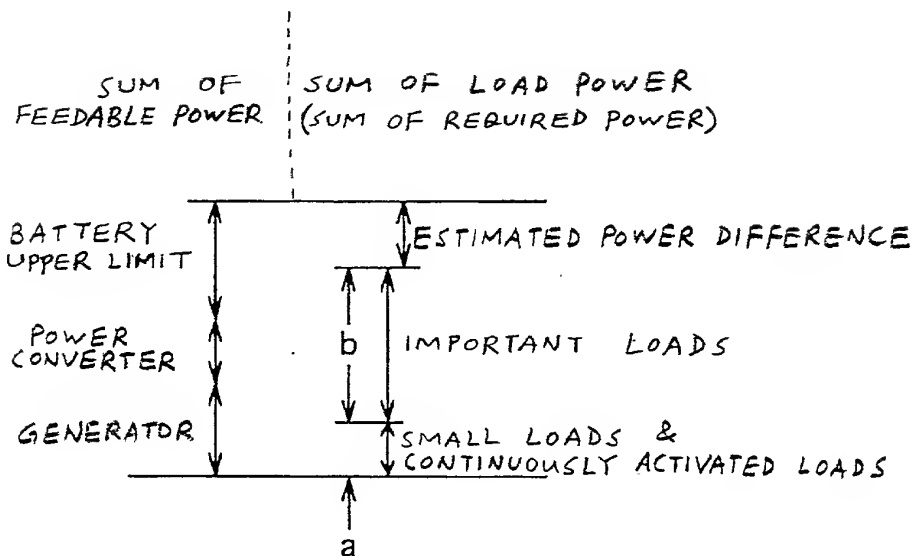 SUM OF
FEEDABLE POWER
SUM OF LOAD POWER
(SUM OF REQUIRED POWER)
BATTERY
UPPER LIMIT
ESTIMATED POWER DIFFERENCE
POWER
CONVERTER
b
IMPORTANT LOADS
GENERATOR
SMALL LOADS &
CONTINUOUSLY ACTIVATED LOADS
a